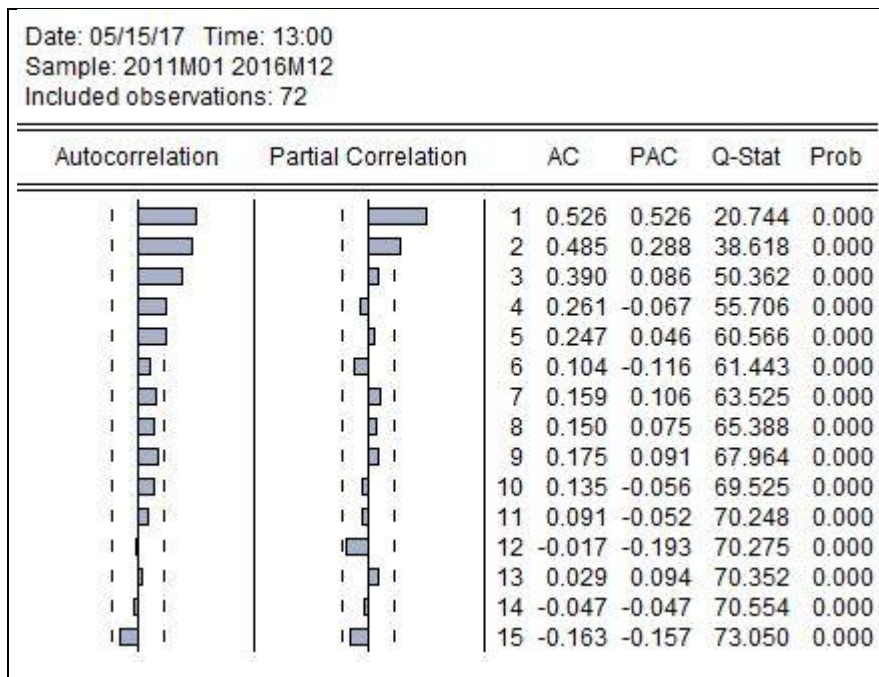 Date: 05/15/17 Time: 13:00
Sample: 2011M01 2016M12
Included observations: 72
Autocorrelation Partial Correlation AC PAC Q-Stat Prob
1 0.526 0.526 20.744 0.000
2 0.485 0.288 38.618 0.000
3 0.390 0.086 50.362 0.000
4 0.261 -0.067 55.706 0.000
5 0.247 0.046 60.566 0.000
6 0.104 -0.116 61.443 0.000
7 0.159 0.106 63.525 0.000
8 0.150 0.075 65.388 0.000
9 0.175 0.091 67.964 0.000
10 0.135 -0.056 69.525 0.000
11 0.091 -0.052 70.248 0.000
12 -0.017 -0.193 70.275 0.000
13 0.029 0.094 70.352 0.000
14 -0.047 -0.047 70.554 0.000
15 -0.163 -0.157 73.050 0.000